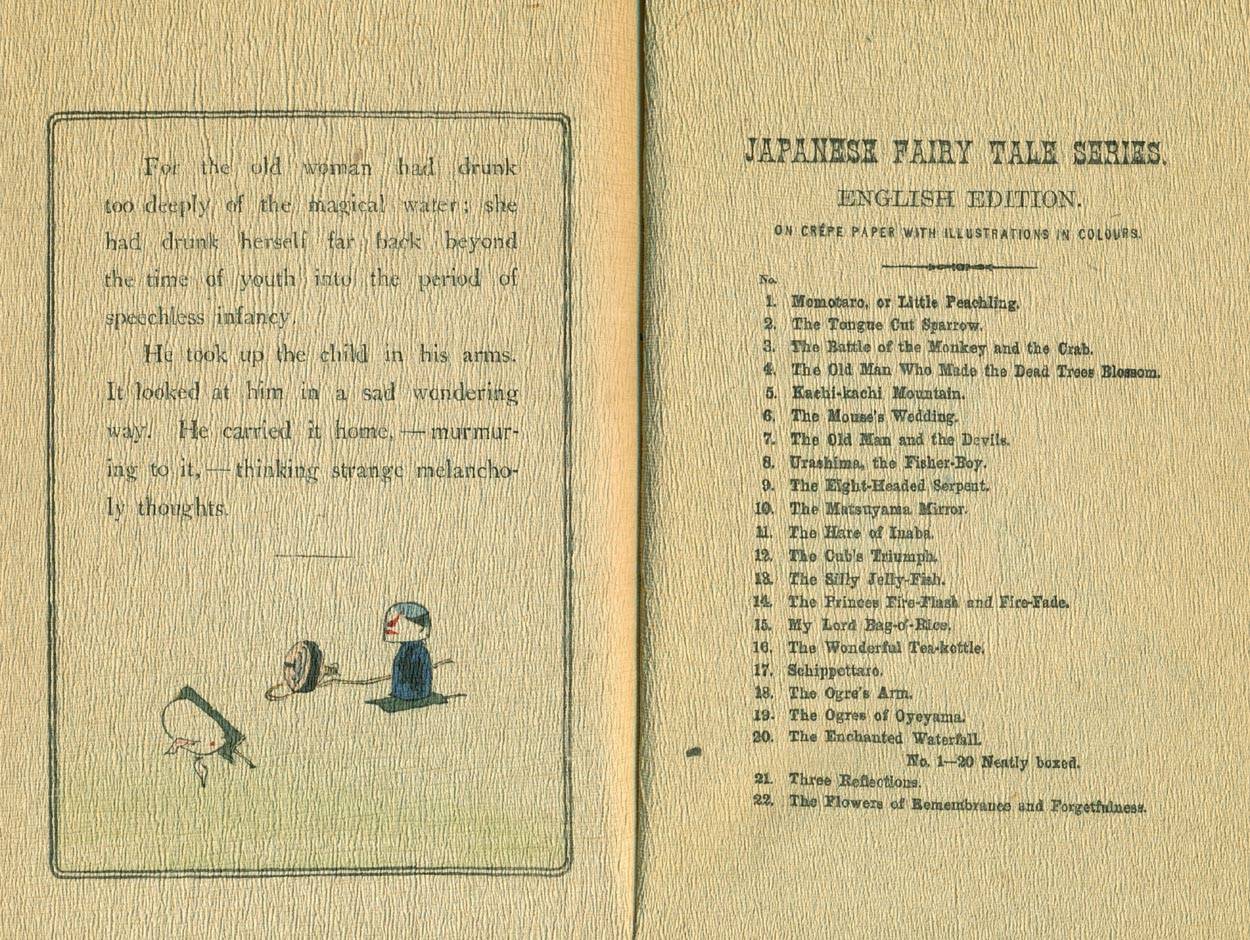 For the old woman had drunk
too deeply of the magical water; she
had drunk herself far back beyond
the time of youth into the period of
speechless infancy.
He took up the child in his arms.
It looked at him in a sad wondering
way. He carried it home,—murmur-
ing to it,—thinking strange melancho-
ly thoughts.
JAPANESE FAIRY TALE SERIES.
ENGLISH EDITION.
ON CRÊPE PAPER WITH ILLUSTRATIONS IN COLOURS.
No.
1. Momotaro, or Little Peachling.
2. The Tongue Cut Sparrow.
3. The Battle of the Monkey and the Crab.
4. The Old Man Who Made the Dead Trees Blossom.
5. Kachi-kachi Mountain.
6. The Mouse's Wedding.
7. The Old Man and the Devils.
8. Urashima, the Fisher-Boy.
9. The Eight-Headed Serpent.
10. The Matsuyama Mirror.
11. The Hare of Inaba.
12. The Cub's Triumph.
13. The Silly Jelly-Fish.
14. The Princes Fire-Flash and Fire-Fade.
15. My Lord Bag-o'-Rice.
16. The Wonderful Tea-kettle.
17. Schippeitaro.
18. The Ogre's Arm.
19. The Ogres of Oyeyama.
20. The Enchanted Waterfall.
No. 1—20 Neatly boxed.
21. Three Reflections.
22. The Flowers of Remembrance and Forgetfulness.